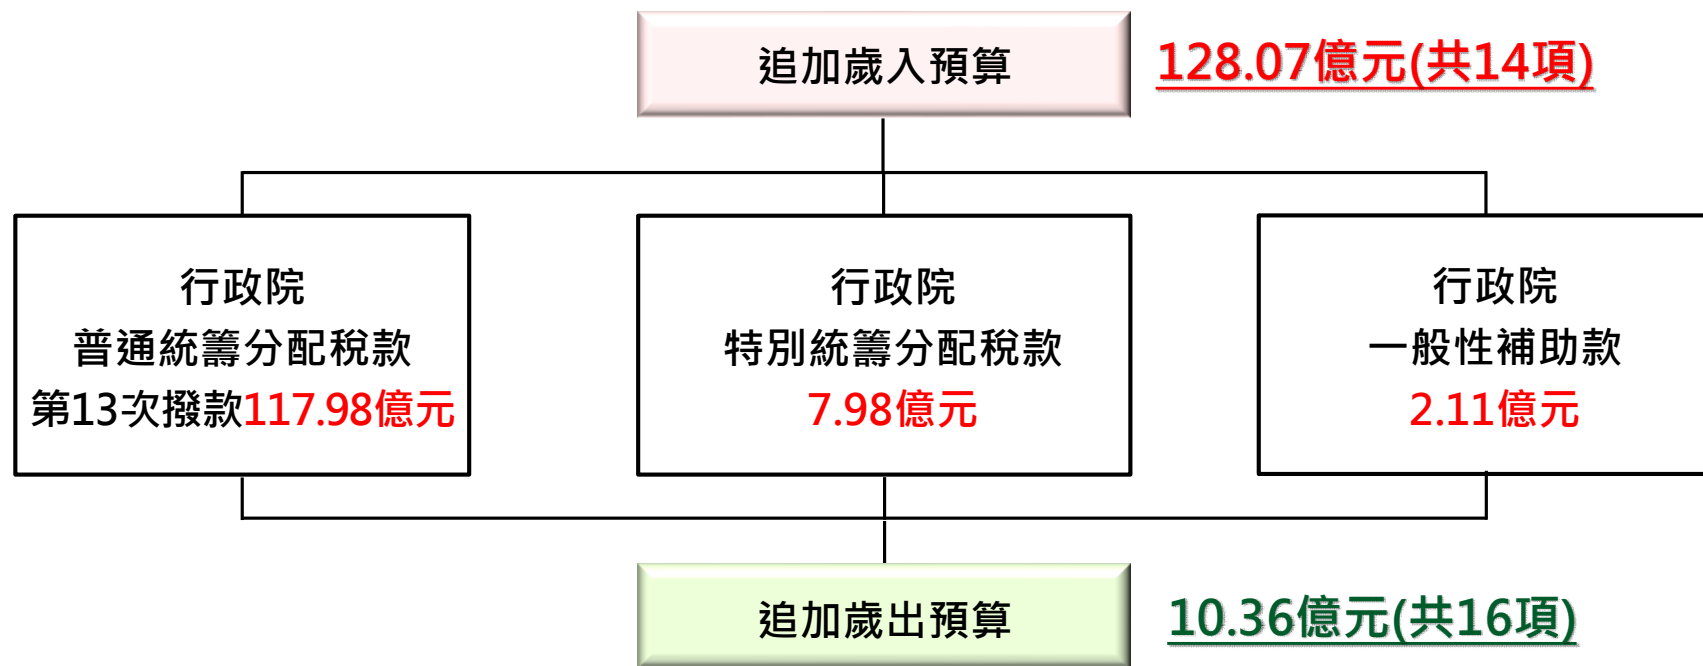 追加歲入預算
128.07億元(共14項)
行政院
普通統籌分配稅款
第13次撥款117.98億元
行政院
特別統籌分配稅款
7.98億元
行政院
一般性補助款
2.11億元
追加歲出預算
10.36億元(共16項)